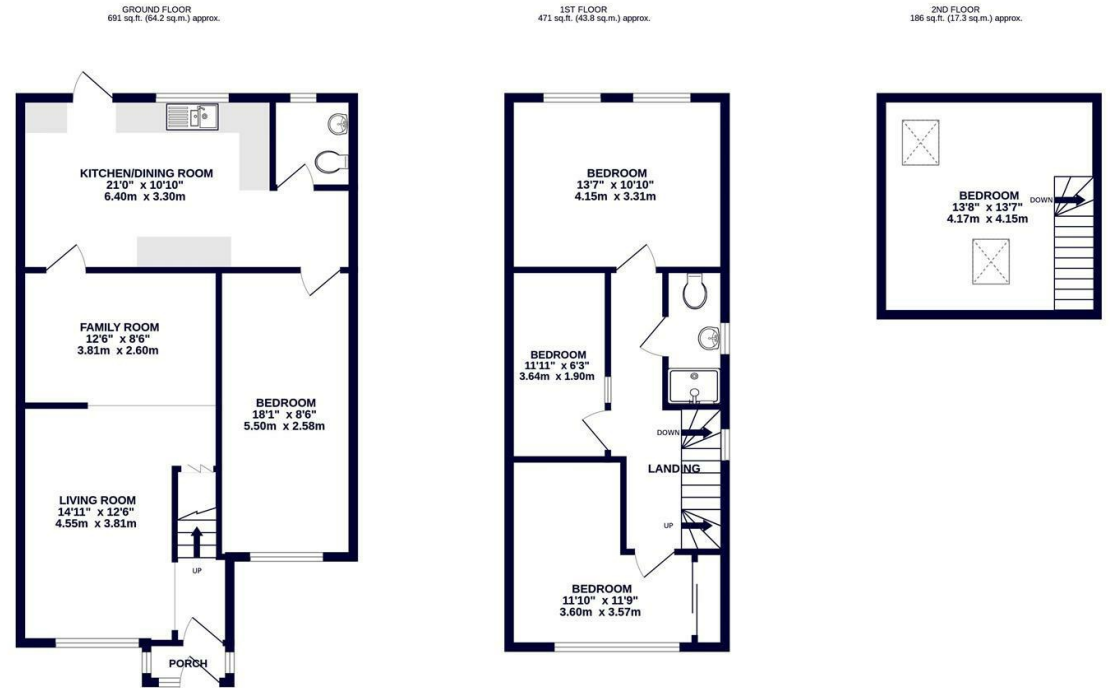 GROUND FLOOR
691 sq.ft. (64.2 sq.m.) approx.
1ST FLOOR
471 sq.ft. (43.8 sq.m.) approx.
2ND FLOOR
186 sq.ft. (17.3 sq.m.) approx.
KITCHEN/DINING ROOM
21'0" x 10'10"
6.40m x 3.30m
FAMILY ROOM
12'6" x 8'6"
3.81m x 2.60m
BEDROOM
18'1" x 8'6"
5.50m x 2.58m
LIVING ROOM
14'11" x 12'6"
4.55m x 3.81m
UP
PORCH
BEDROOM
13'7" x 10'10"
4.15m x 3.31m
BEDROOM
11'11" x 6'3"
3.64m x 1.90m
DOWN
LANDING
UP
BEDROOM
11'10" x 11'9"
3.60m x 3.57m
BEDROOM
13'8" x 13'7"
4.17m x 4.15m
DOWN